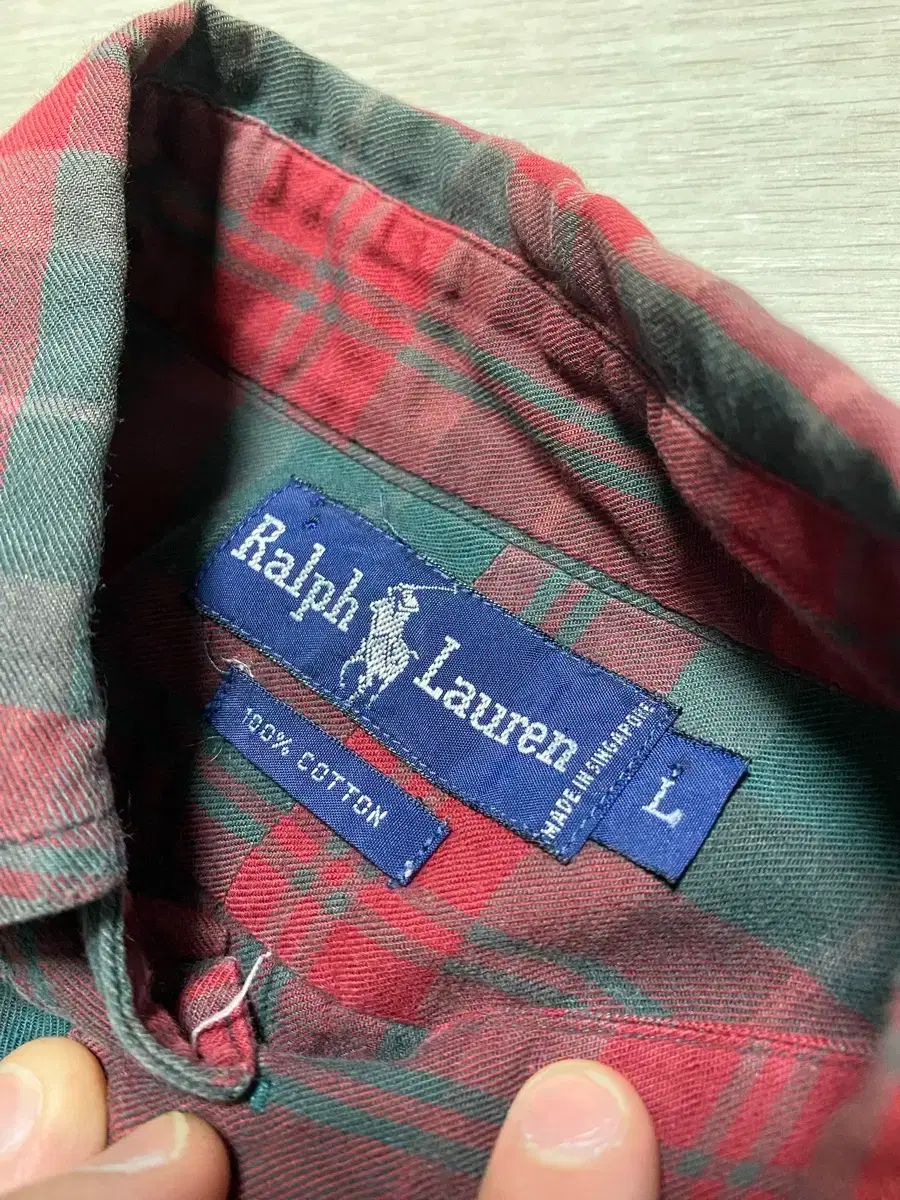 Ralph Lauren
MADE IN SINGAPORE
L
100% COTTON